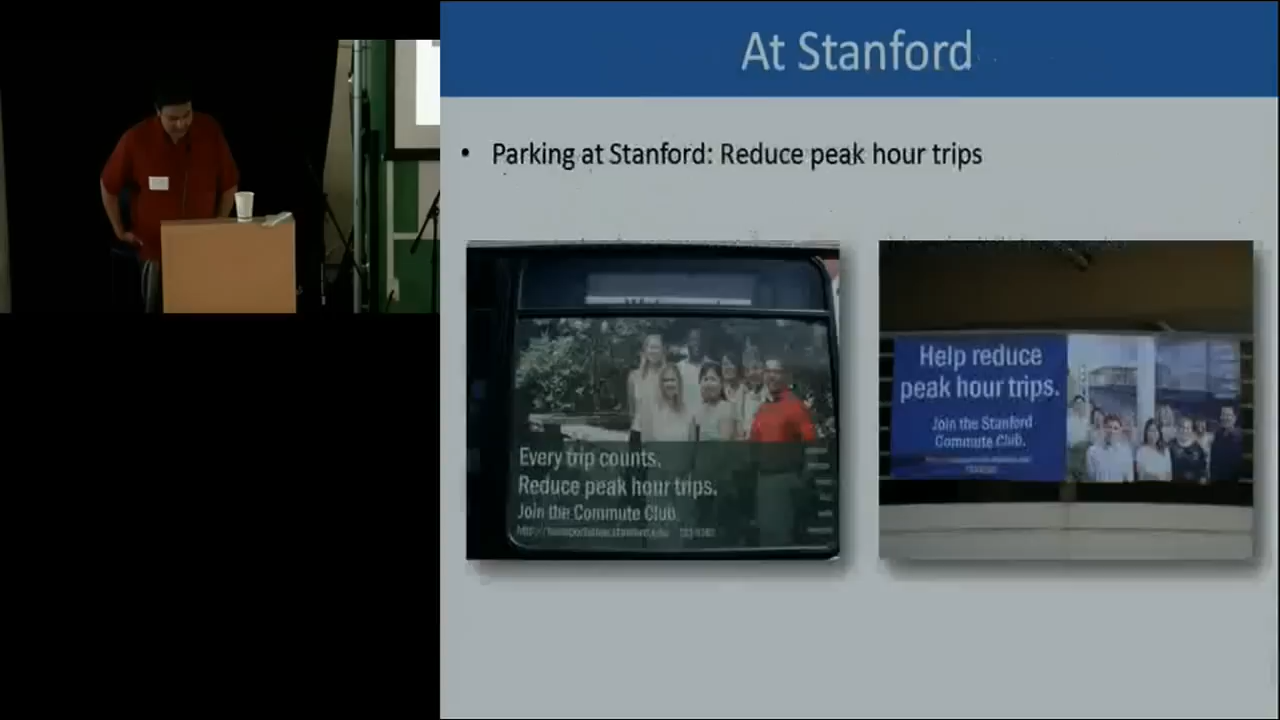 At Stanford
• Parking at Stanford: Reduce peak hour trips
Every trip counts.
Reduce peak hour trips.
Join the Commute Club.
Help reduce
peak hour trips.
Join the Stanford
Commute Club.